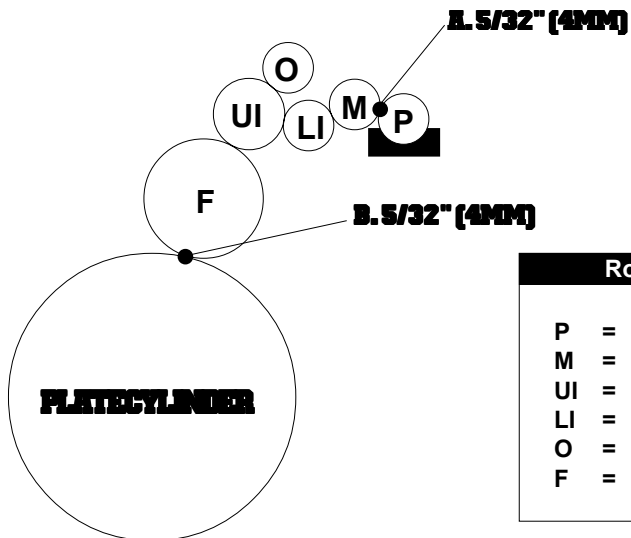 A. 5/32" (4MM)
O
UI
LI
M
P
F
B. 5/32" (4MM)
PLATECYLINDER
Ro
P =
M =
UI =
LI =
O =
F =